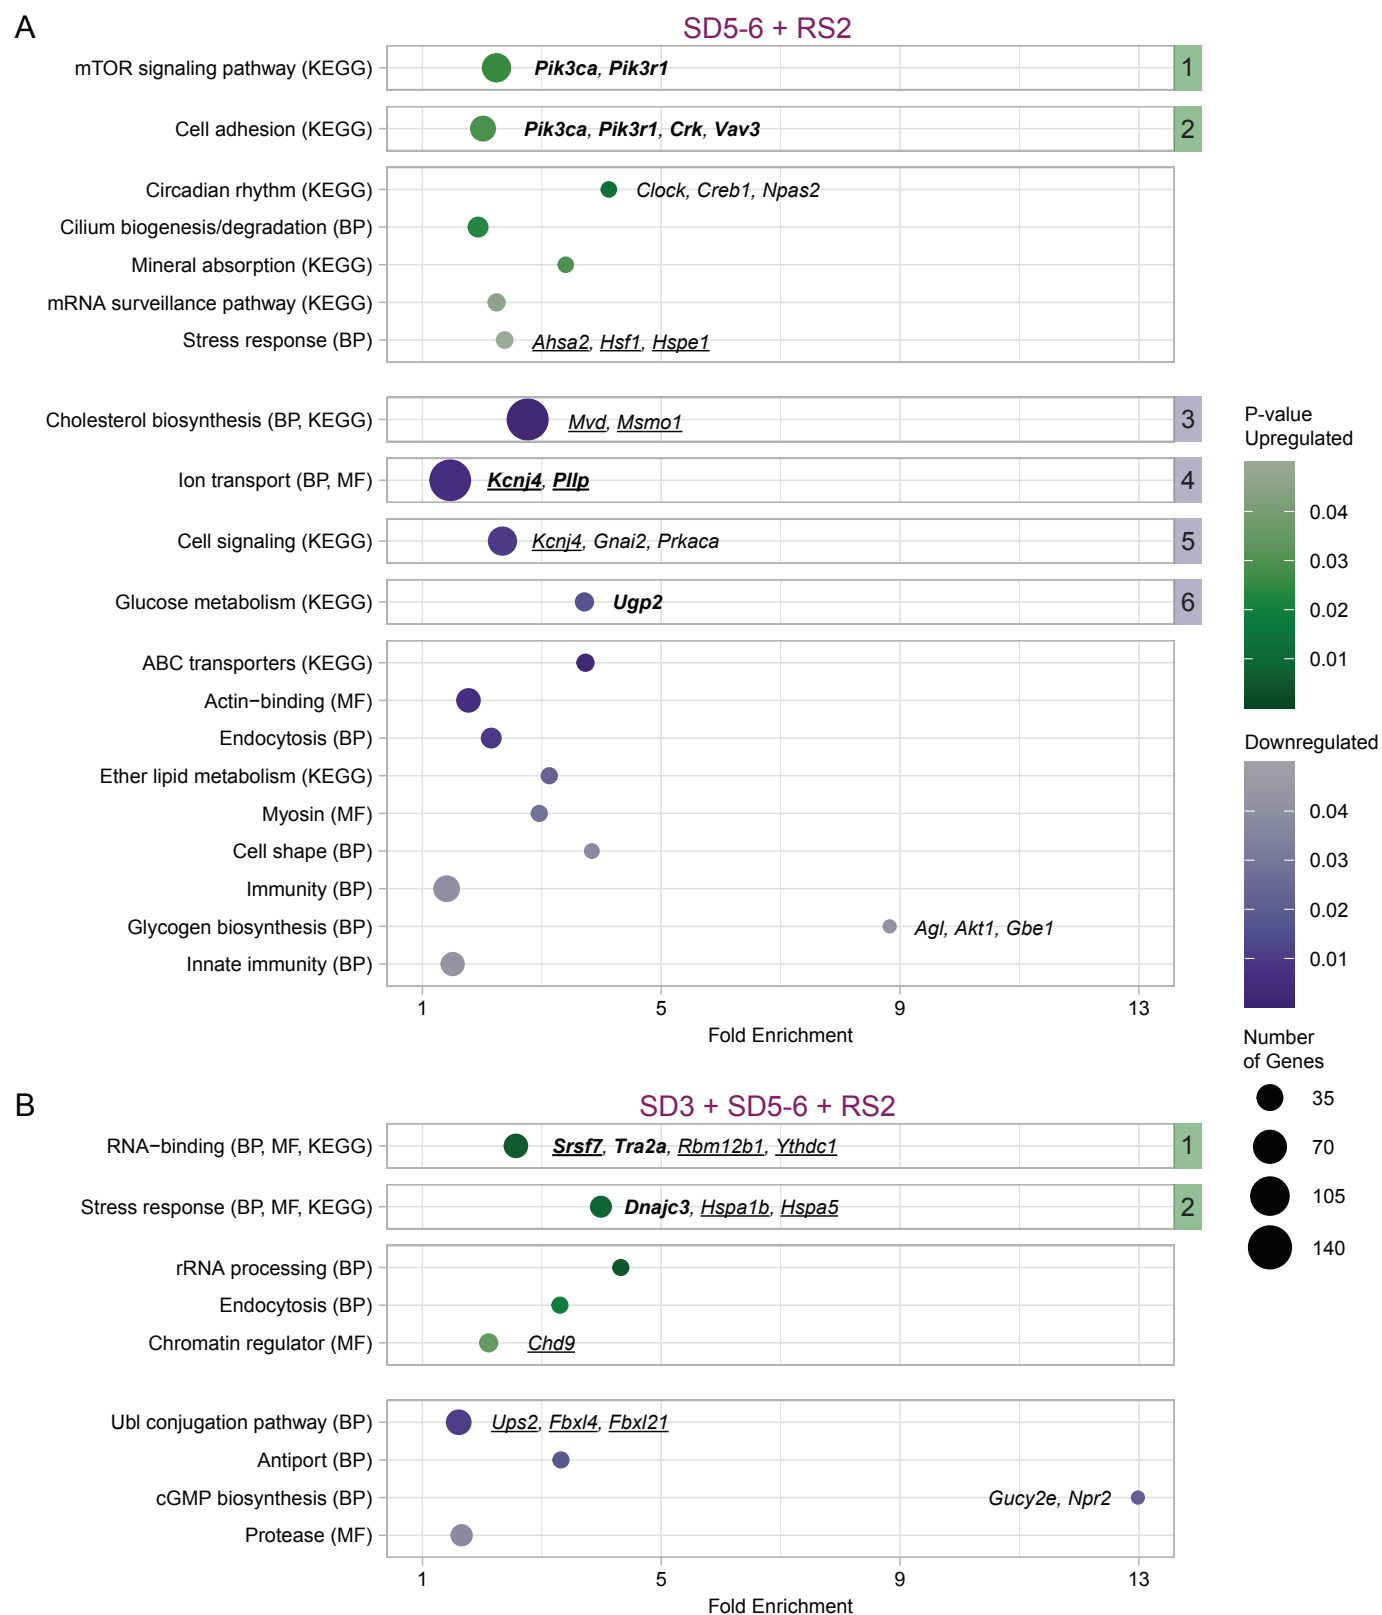 A
SD5-6 + RS2
mTOR signaling pathway (KEGG)
Pik3ca, Pik3r1
1
Cell adhesion (KEGG)
Pik3ca, Pik3r1, Crk, Vav3
2
Circadian rhythm (KEGG)
Clock, Creb1, Npas2
Cilium biogenesis/degradation (BP)
Mineral absorption (KEGG)
mRNA surveillance pathway (KEGG)
Stress response (BP)
Ahsa2, Hsf1, Hspe1
Cholesterol biosynthesis (BP, KEGG)
Mvd, Msmo1
3
Ion transport (BP, MF)
Kcnj4, Pllp
4
Cell signaling (KEGG)
Kcnj4, Gnai2, Prkaca
5
Glucose metabolism (KEGG)
Ugp2
6
ABC transporters (KEGG)
Actin−binding (MF)
Endocytosis (BP)
Ether lipid metabolism (KEGG)
Myosin (MF)
Cell shape (BP)
Immunity (BP)
Glycogen biosynthesis (BP)
Agl, Akt1, Gbe1
Innate immunity (BP)
1 5 9 13
Fold Enrichment
P-value
Upregulated
0.04
0.03
0.02
0.01
Downregulated
0.04
0.03
0.02
0.01
Number
of Genes
35
70
105
140
B
SD3 + SD5-6 + RS2
RNA−binding (BP, MF, KEGG)
Srsf7, Tra2a, Rbm12b1, Ythdc1
1
Stress response (BP, MF, KEGG)
Dnajc3, Hspa1b, Hspa5
2
rRNA processing (BP)
Endocytosis (BP)
Chromatin regulator (MF)
Chd9
Ubl conjugation pathway (BP)
Ups2, Fbxl4, Fbxl21
Antiport (BP)
cGMP biosynthesis (BP)
Gucy2e, Npr2
Protease (MF)
1 5 9 13
Fold Enrichment